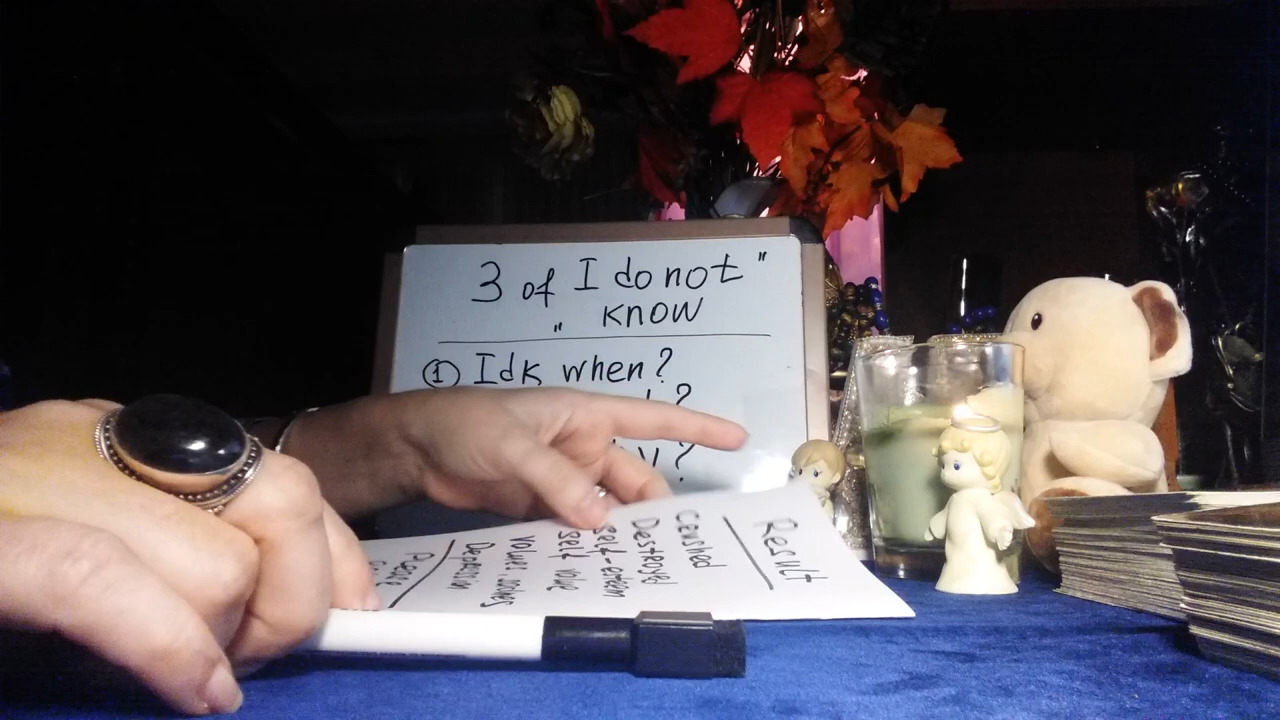 3 of I do not "
" KNOW
① Idk when?
?
y?
Result
Crushed
Destroyed
self-esteem
self value
Values
Depression